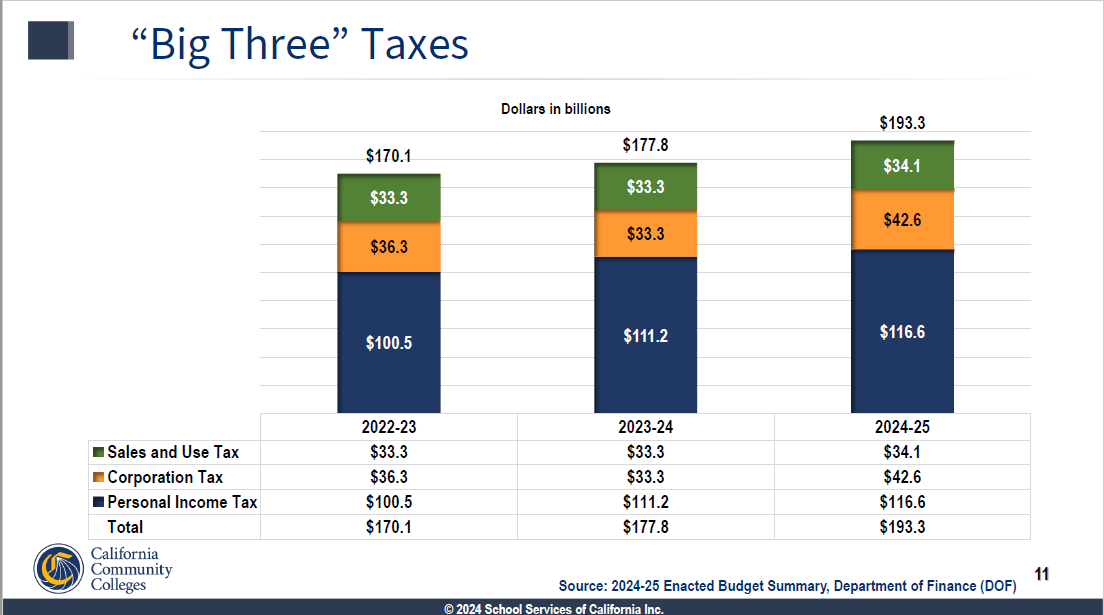 “Big Three” Taxes
Dollars in billions
$170.1
$177.8
$193.3
$33.3
$33.3
$34.1
$36.3
$33.3
$42.6
$100.5
$111.2
$116.6
2022-23 2023-24 2024-25
Sales and Use Tax $33.3 $33.3 $34.1
Corporation Tax $36.3 $33.3 $42.6
Personal Income Tax $100.5 $111.2 $116.6
Total $170.1 $177.8 $193.3
California
Community
Colleges
Source: 2024-25 Enacted Budget Summary, Department of Finance (DOF)
11
© 2024 School Services of California Inc.